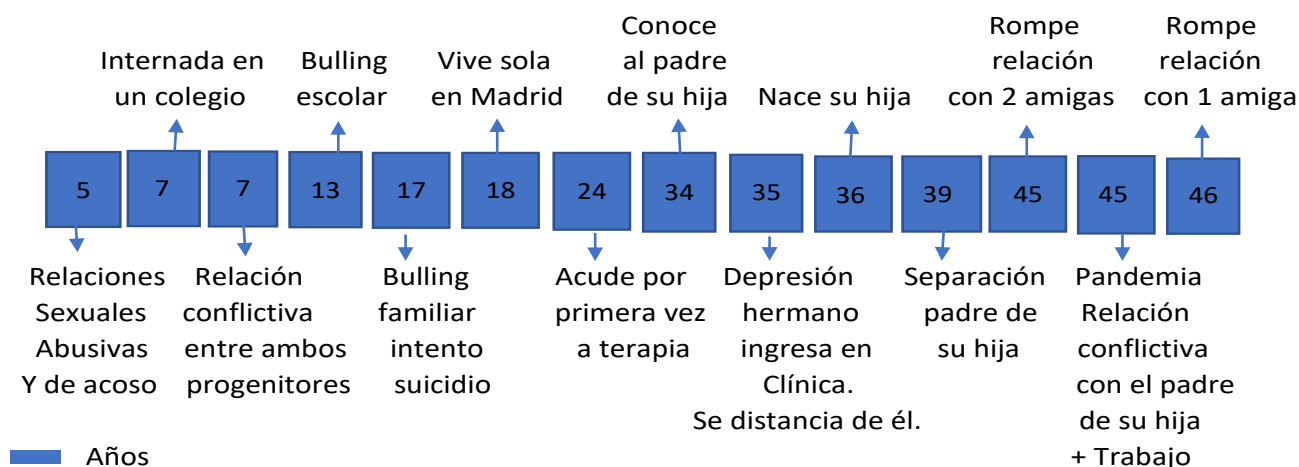 Internada en
un colegio
Bulling
escolar
Vive sola
en Madrid
Conoce
al padre
de su hija
Nace su hija
Rompe
relación
con 2 amigas
Rompe
relación
con 1 amiga
5
7
7
13
17
18
24
34
35
36
39
45
45
46
Relaciones
Sexuales
Abusivas
Y de acoso
Relación
conflictiva
entre ambos
progenitores
Bulling
familiar
intento
suicidio
Acude por
primera vez
a terapia
Depresión
hermano
ingresa en
Clínica.
Se distancia de él.
Separación
padre de
su hija
Pandemia
Relación
conflictiva
con el padre
de su hija
+ Trabajo
Años